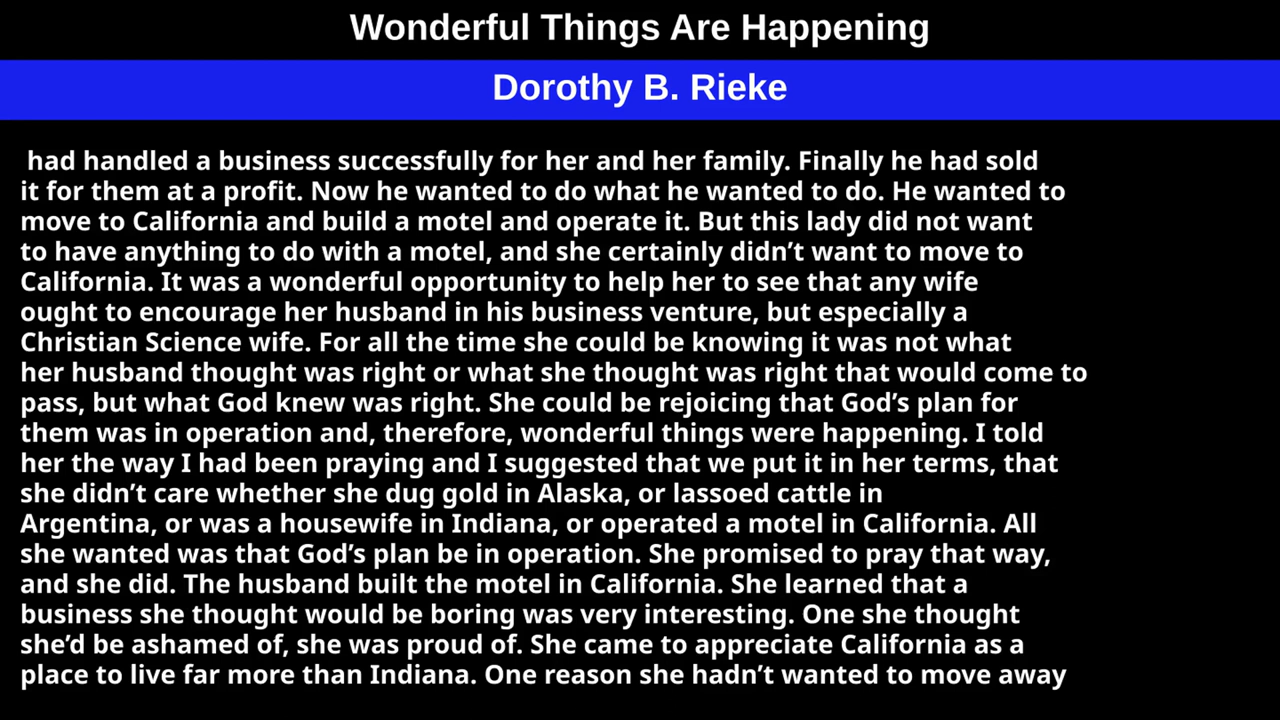 Wonderful Things Are Happening
Dorothy B. Rieke
had handled a business successfully for her and her family. Finally he had sold
it for them at a profit. Now he wanted to do what he wanted to do. He wanted to
move to California and build a motel and operate it. But this lady did not want
to have anything to do with a motel, and she certainly didn’t want to move to
California. It was a wonderful opportunity to help her to see that any wife
ought to encourage her husband in his business venture, but especially a
Christian Science wife. For all the time she could be knowing it was not what
her husband thought was right or what she thought was right that would come to
pass, but what God knew was right. She could be rejoicing that God’s plan for
them was in operation and, therefore, wonderful things were happening. I told
her the way I had been praying and I suggested that we put it in her terms, that
she didn’t care whether she dug gold in Alaska, or lassoed cattle in
Argentina, or was a housewife in Indiana, or operated a motel in California. All
she wanted was that God’s plan be in operation. She promised to pray that way,
and she did. The husband built the motel in California. She learned that a
business she thought would be boring was very interesting. One she thought
she’d be ashamed of, she was proud of. She came to appreciate California as a
place to live far more than Indiana. One reason she hadn’t wanted to move away